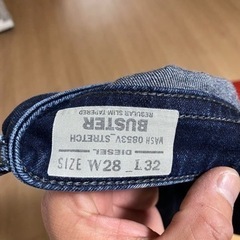 REGULAR SLIM TAPERED
BUSTER
WASH 0853V_STRETCH
DIESEL
SIZE W28 L32